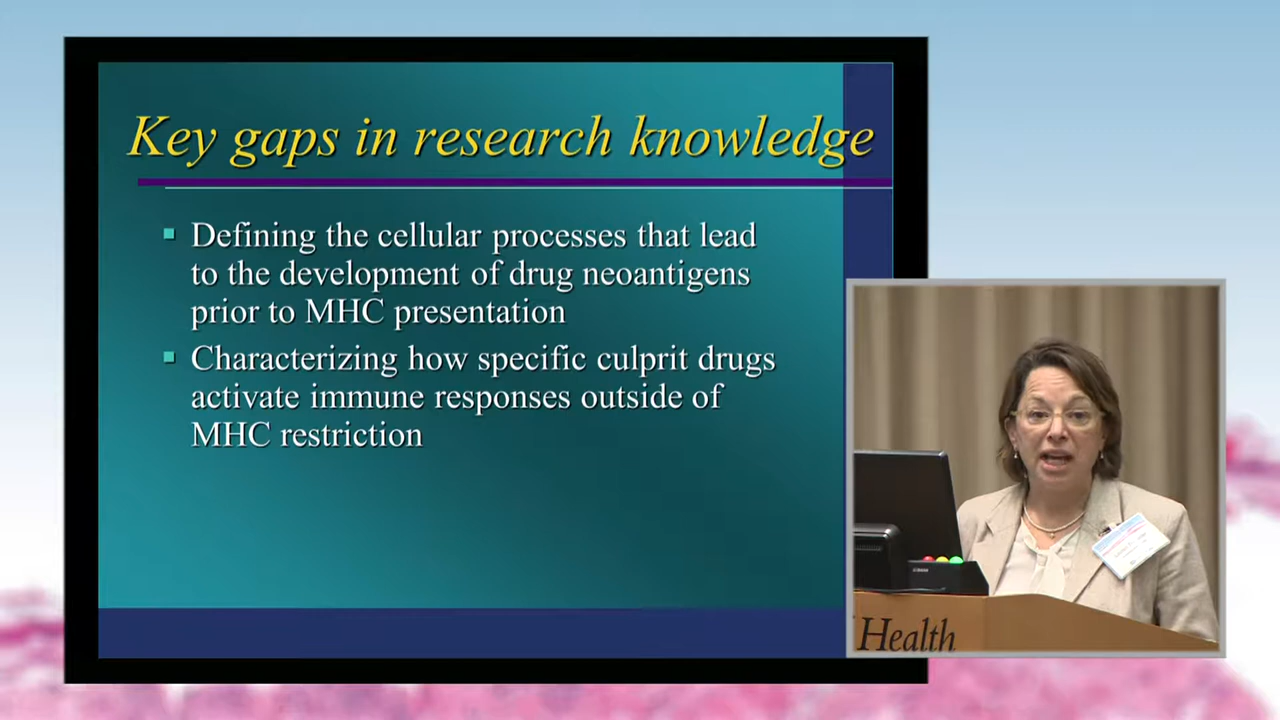 Key gaps in research knowledge
▪ Defining the cellular processes that lead
to the development of drug neoantigens
prior to MHC presentation
▪ Characterizing how specific culprit drugs
activate immune responses outside of
MHC restriction
Health